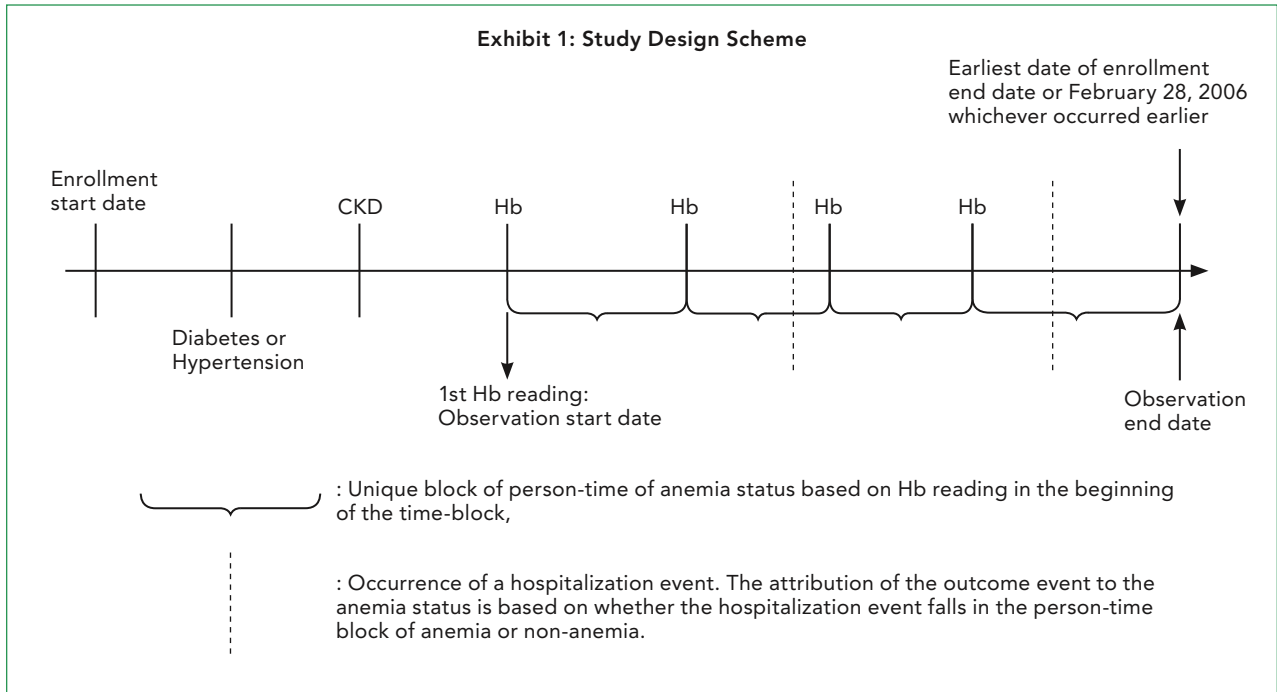 Exhibit 1: Study Design Scheme
Earliest date of enrollment
end date or February 28, 2006
whichever occurred earlier
Enrollment
start date
CKD
Hb
Hb
Hb
Hb
Diabetes or
Hypertension
1st Hb reading:
Observation start date
Observation
end date
: Unique block of person-time of anemia status based on Hb reading in the beginning
of the time-block,
: Occurrence of a hospitalization event. The attribution of the outcome event to the
anemia status is based on whether the hospitalization event falls in the person-time
block of anemia or non-anemia.